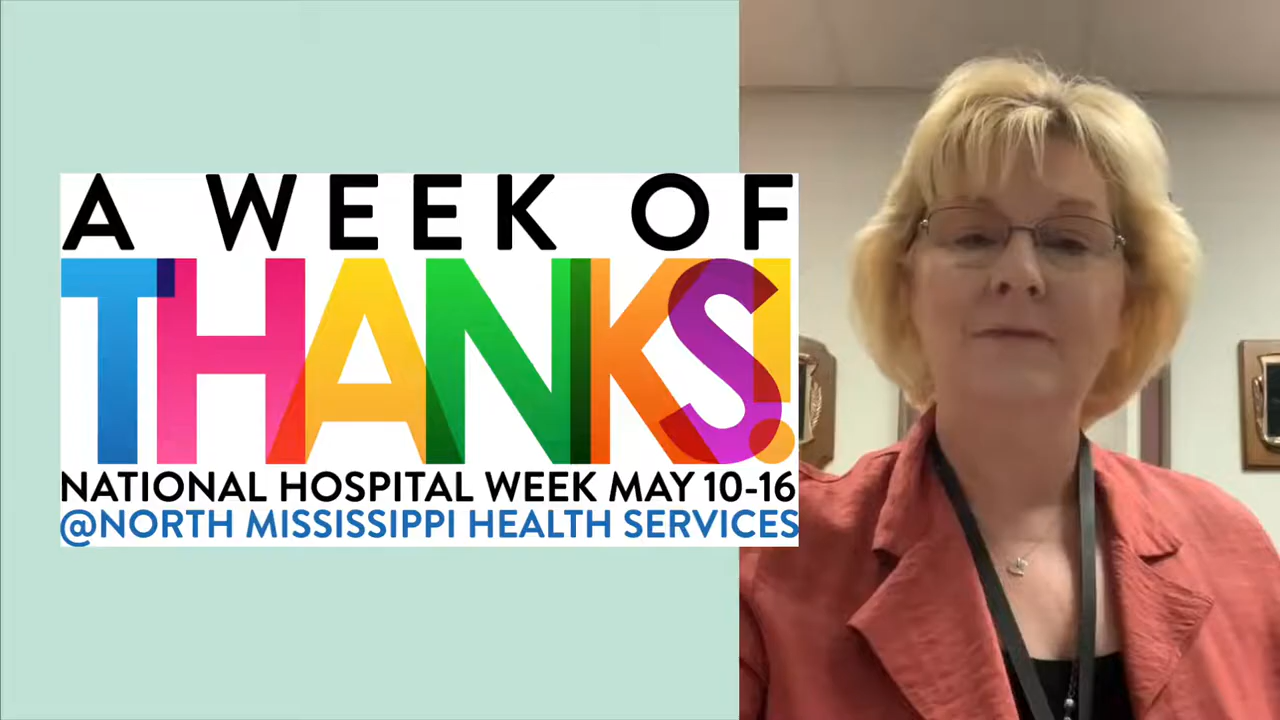 A WEEK OF
THANKS!
NATIONAL HOSPITAL WEEK MAY 10-16
@NORTH MISSISSIPPI HEALTH SERVICES